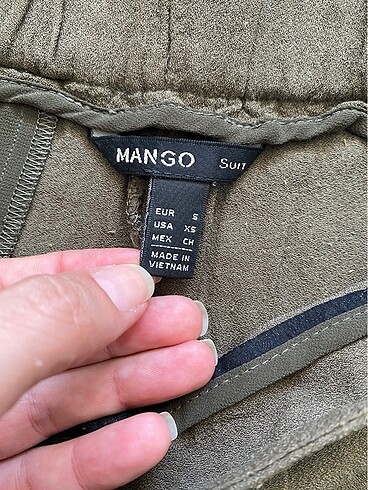 MANGO SUIT
EUR S
USA XS
MEX CH
MADE IN
VIETNAM